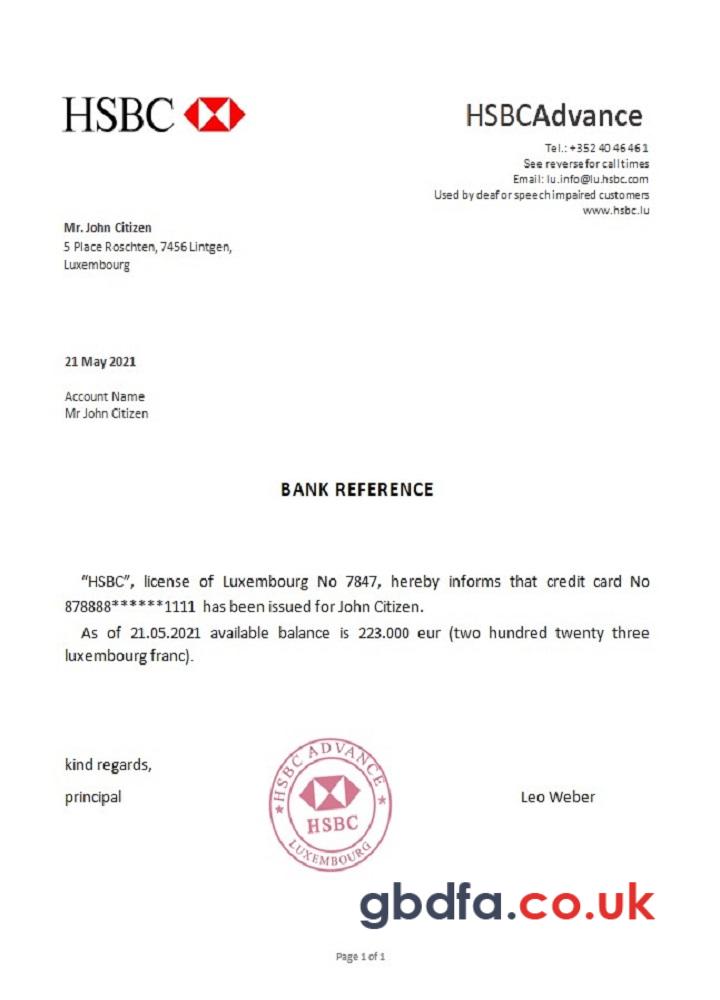 HSBC
HSBCAdvance
Tel.: +352 40 46 46 1
See reverse for call times
Email: lu.info@lu.hsbc.com
Used by deaf or speech impaired customers
www.hsbc.lu
Mr. John Citizen
5 Place Roschten, 7456 Lintgen,
Luxembourg
21 May 2021
Account Name
Mr John Citizen
BANK REFERENCE
“HSBC”, license of Luxembourg No 7847, hereby informs that credit card No
878888******1111 has been issued for John Citizen.
As of 21.05.2021 available balance is 223.000 eur (two hundred twenty three
luxembourg franc).
kind regards,
principal
HSBC ADVANCE
HSBC
LUXEMBOURG
Leo Weber
gbdfa.co.uk
Page 1 of 1